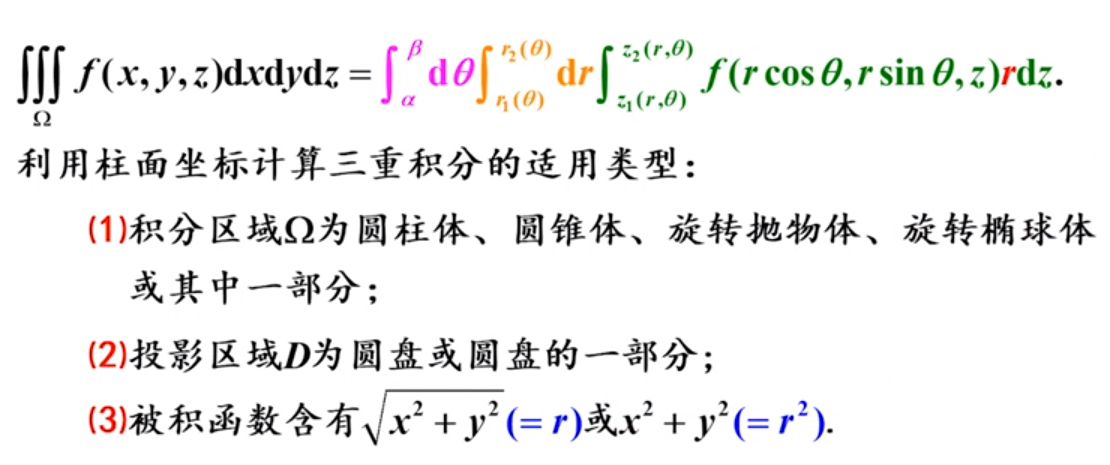 ∭_Ω f(x,y,z)dxdydz = ∫_α^β dθ ∫_{r₁(θ)}^{r₂(θ)} dr ∫_{z₁(r,θ)}^{z₂(r,θ)} f(r cos θ, r sin θ, z)rdz.
利用柱面坐标计算三重积分的适用类型：
(1)积分区域Ω为圆柱体、圆锥体、旋转抛物体、旋转椭球体
或其中一部分；
(2)投影区域D为圆盘或圆盘的一部分；
(3)被积函数含有√(x²+y²)(=r)或x²+y²(=r²).